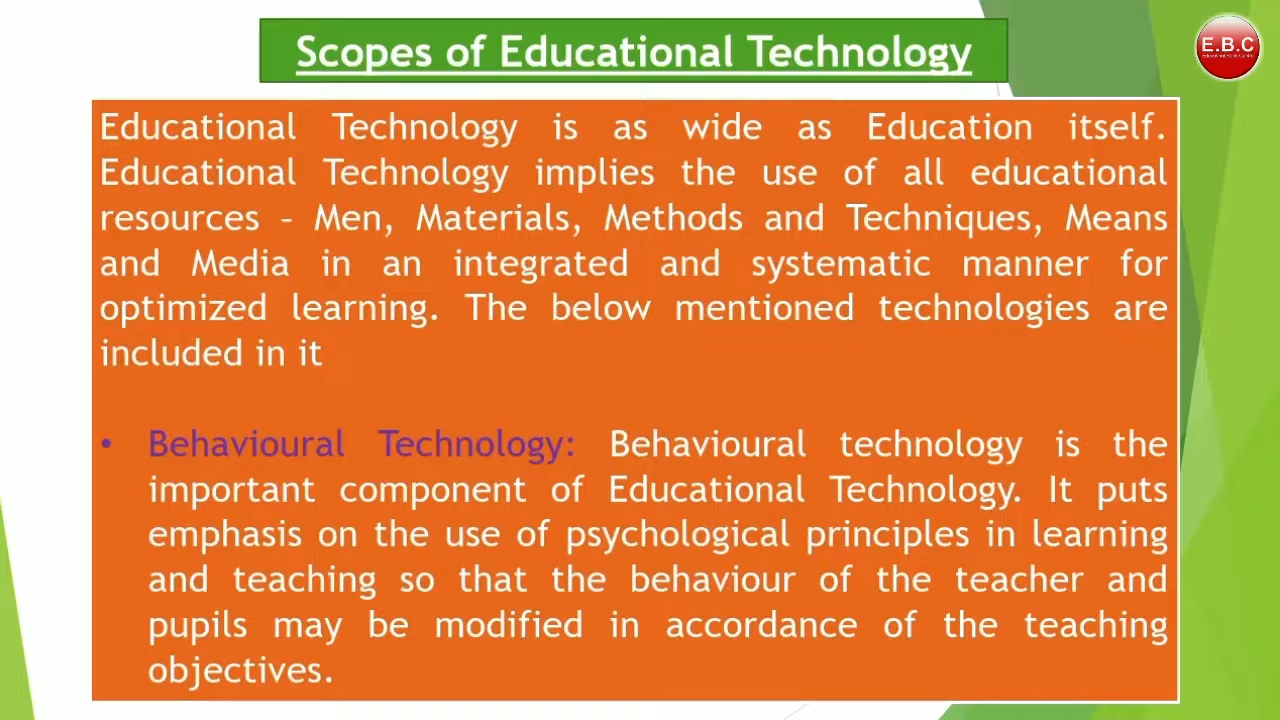 Scopes of Educational Technology
E.B.C
Educational Technology is as wide as Education itself.
Educational Technology implies the use of all educational
resources – Men, Materials, Methods and Techniques, Means
and Media in an integrated and systematic manner for
optimized learning. The below mentioned technologies are
included in it
• Behavioural Technology: Behavioural technology is the
important component of Educational Technology. It puts
emphasis on the use of psychological principles in learning
and teaching so that the behaviour of the teacher and
pupils may be modified in accordance of the teaching
objectives.